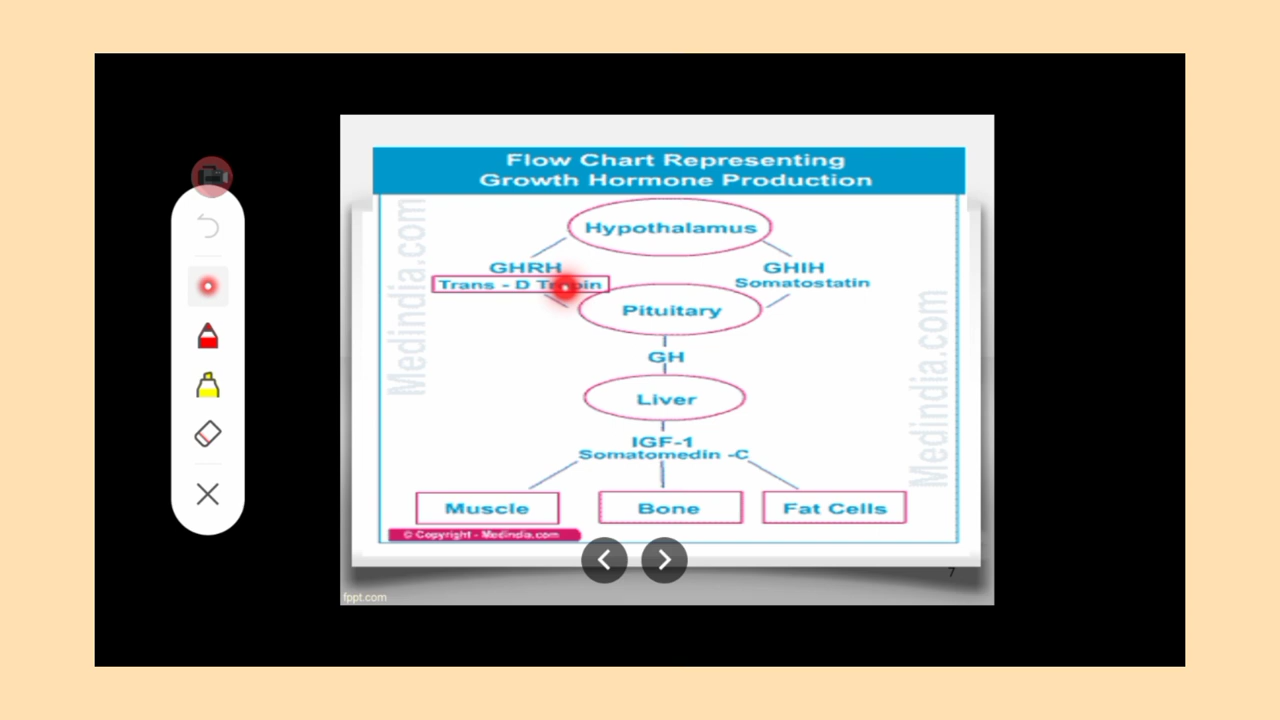 Flow Chart Representing
Growth Hormone Production
Hypothalamus
GHRH
GHIH
Trans - D
Somatostatin
Pituitary
GH
Liver
IGF-1
Somatomedin -C
Muscle
Bone
Fat Cells
© Copyright - Medindia.com
Medindia.com
Medindia.com
7
fppt.com